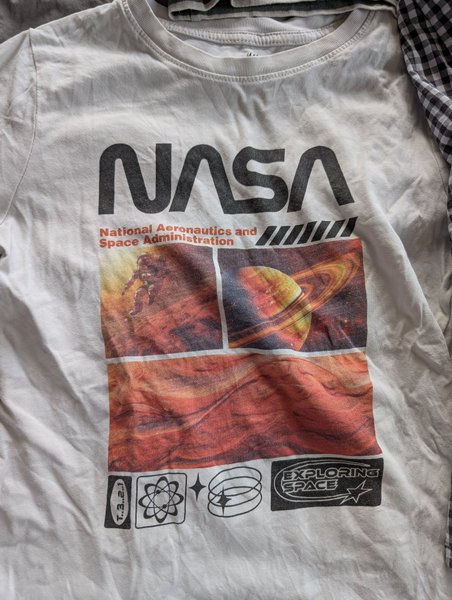 NASA
National Aeronautics and
Space Administration
EXPLORING
SPACE